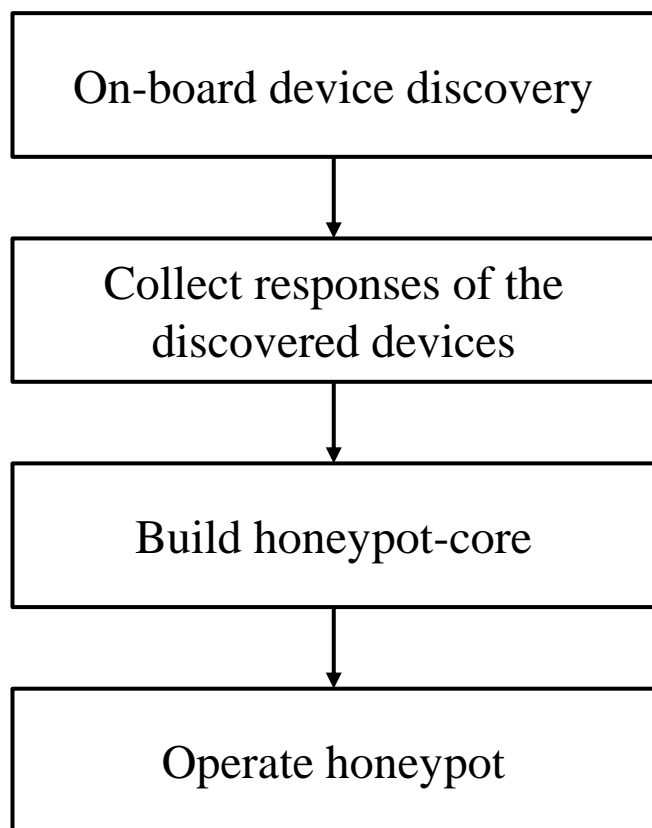 On-board device discovery
Collect responses of the
discovered devices
Build honeypot-core
Operate honeypot